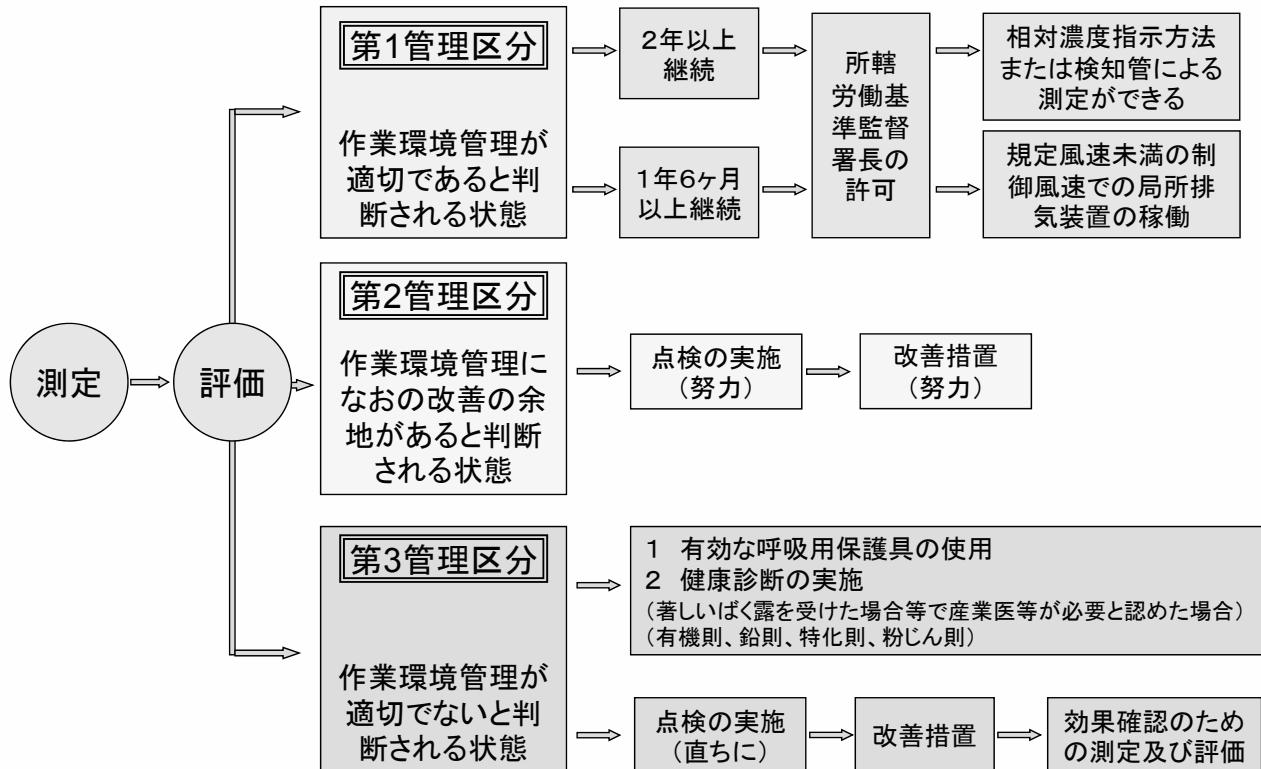 測定
評価
第1管理区分
作業環境管理が
適切であると判
断される状態
2年以上
継続
1年6ヶ月
以上継続
所轄
労働基
準監督
署長の
許可
相対濃度指示方法
または検知管による
測定ができる
規定風速未満の制
御風速での局所排
気装置の稼働
第2管理区分
作業環境管理に
なおの改善の余
地があると判断
される状態
点検の実施
(努力)
改善措置
(努力)
第3管理区分
作業環境管理が
適切でないと判
断される状態
1 有効な呼吸用保護具の使用
2 健康診断の実施
(著しいばく露を受けた場合等で産業医等が必要と認めた場合)
(有機則、鉛則、特化則、粉じん則)
点検の実施
(直ちに)
改善措置
効果確認のため
の測定及び評価